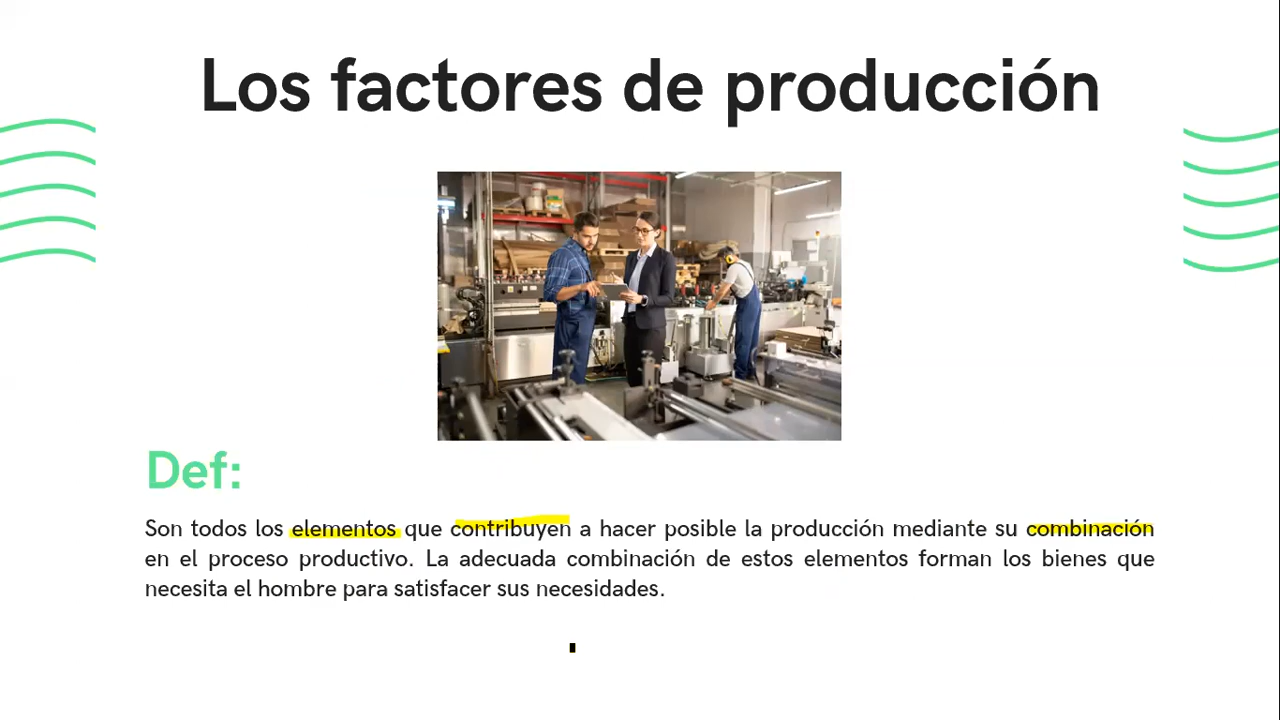 Los factores de producción
Def:
Son todos los elementos que contribuyen a hacer posible la producción mediante su combinación
en el proceso productivo. La adecuada combinación de estos elementos forman los bienes que
necesita el hombre para satisfacer sus necesidades.